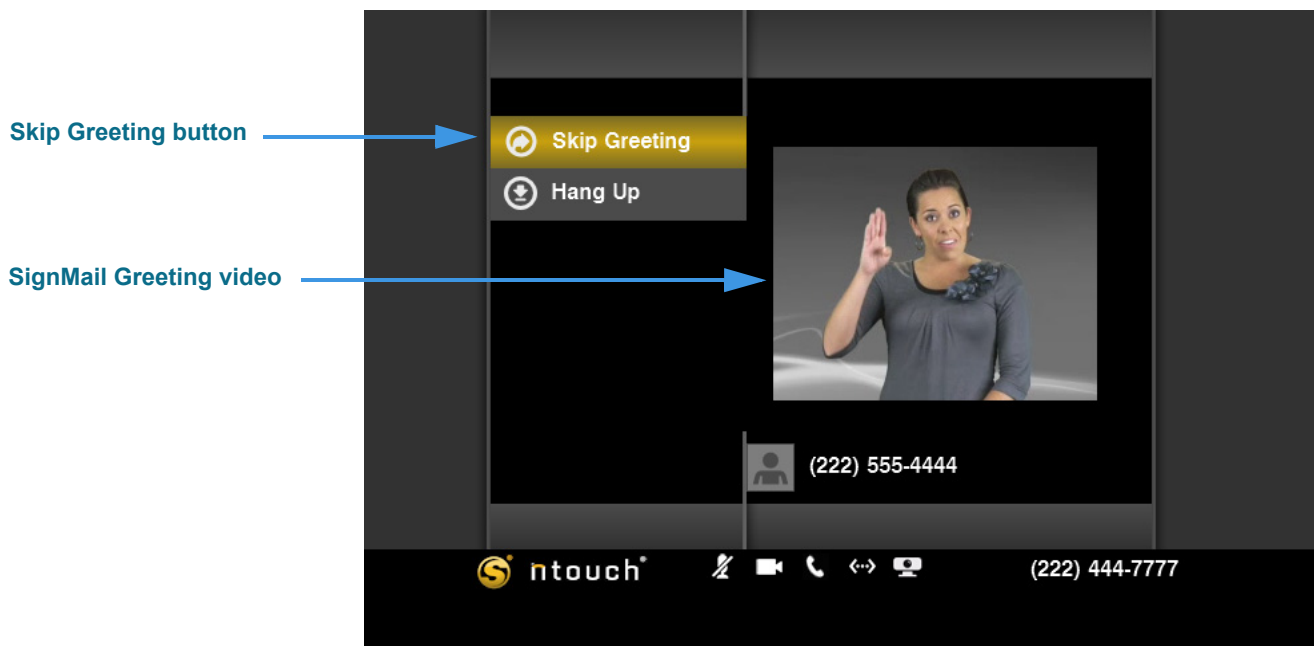 Skip Greeting button
Skip Greeting
Hang Up
SignMail Greeting video
(222) 555-4444
S ntouch® (222) 444-7777